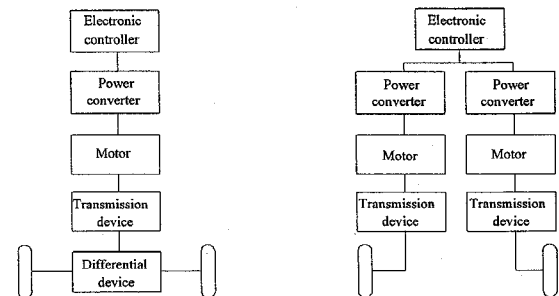 Electronic
controller
Power
converter
Motor
Transmission
device
Differential
device
Electronic
controller
Power
converter
Power
converter
Motor
Motor
Transmission
device
Transmission
device